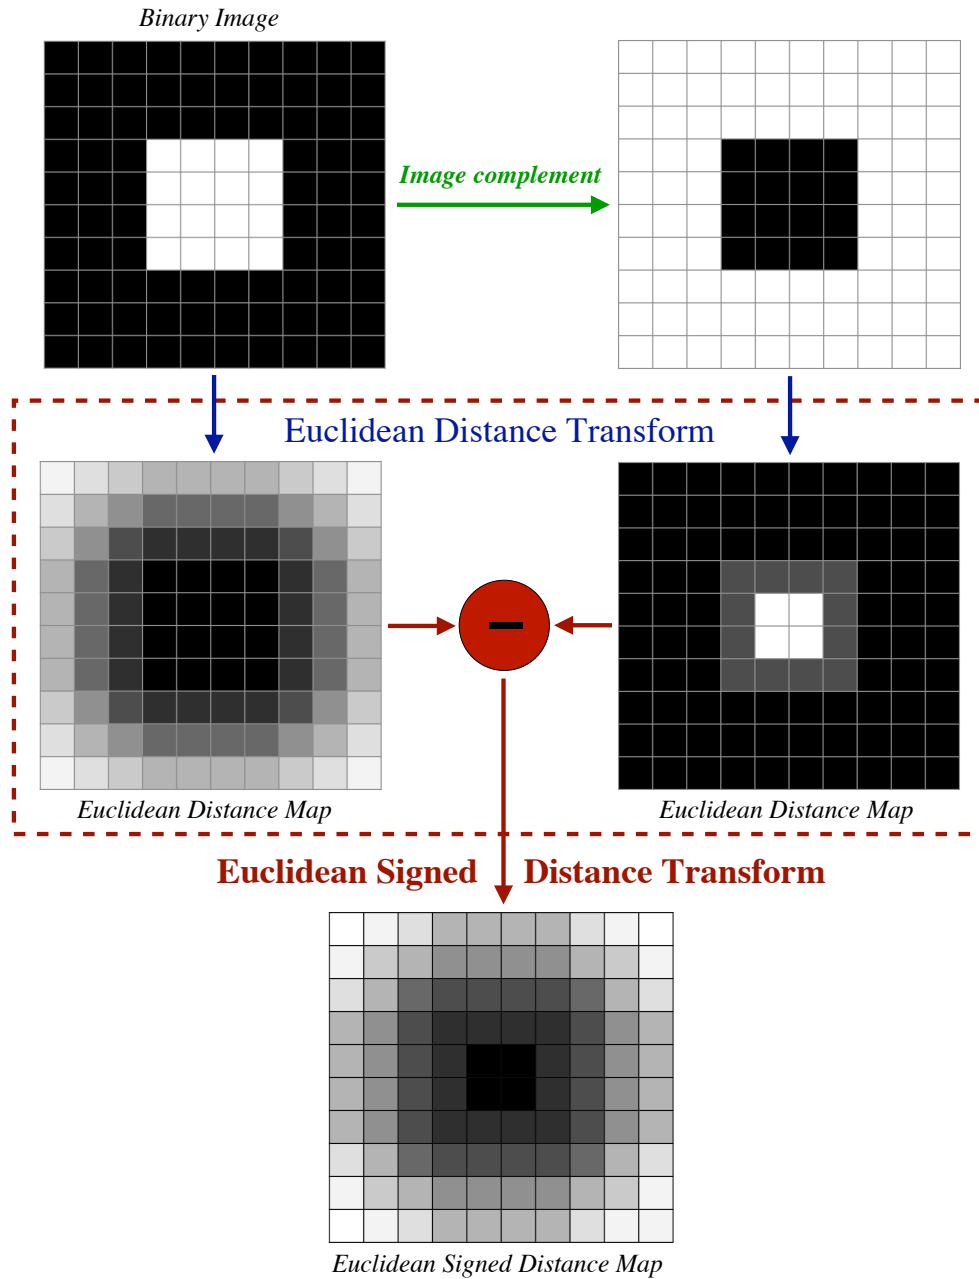 Binary Image
Image complement
Euclidean Distance Transform
Euclidean Distance Map
Euclidean Distance Map
Euclidean Signed Distance Transform
Euclidean Signed Distance Map